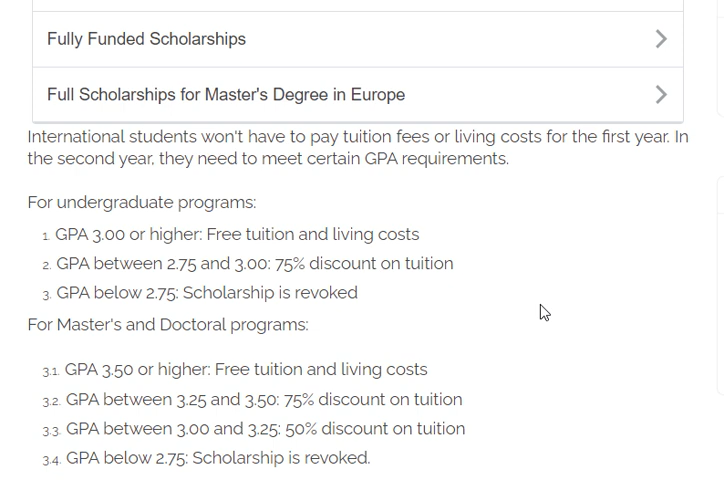 Fully Funded Scholarships
Full Scholarships for Master's Degree in Europe
International students won't have to pay tuition fees or living costs for the first year. In
the second year, they need to meet certain GPA requirements.
For undergraduate programs:
1. GPA 3.00 or higher: Free tuition and living costs
2. GPA between 2.75 and 3.00: 75% discount on tuition
3. GPA below 2.75: Scholarship is revoked
For Master's and Doctoral programs:
3.1. GPA 3.50 or higher: Free tuition and living costs
3.2. GPA between 3.25 and 3.50: 75% discount on tuition
3.3. GPA between 3.00 and 3.25: 50% discount on tuition
3.4. GPA below 2.75: Scholarship is revoked.